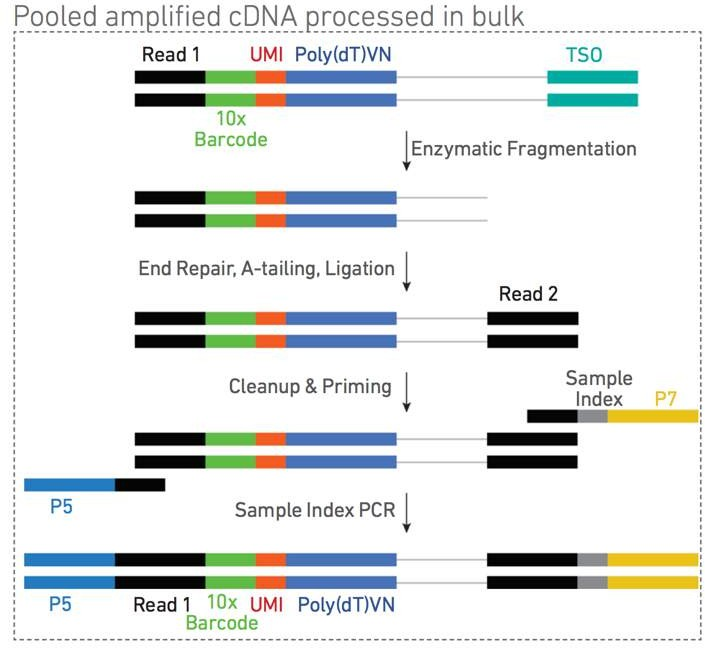 Pooled amplified cDNA processed in bulk
Read 1 UMI Poly(dT)VN TSO
10x
Barcode
Enzymatic Fragmentation
End Repair, A-tailing, Ligation
Read 2
Cleanup & Priming
Sample
Index P7
P5
Sample Index PCR
P5 Read 1 10x UMI Poly(dT)VN
Barcode